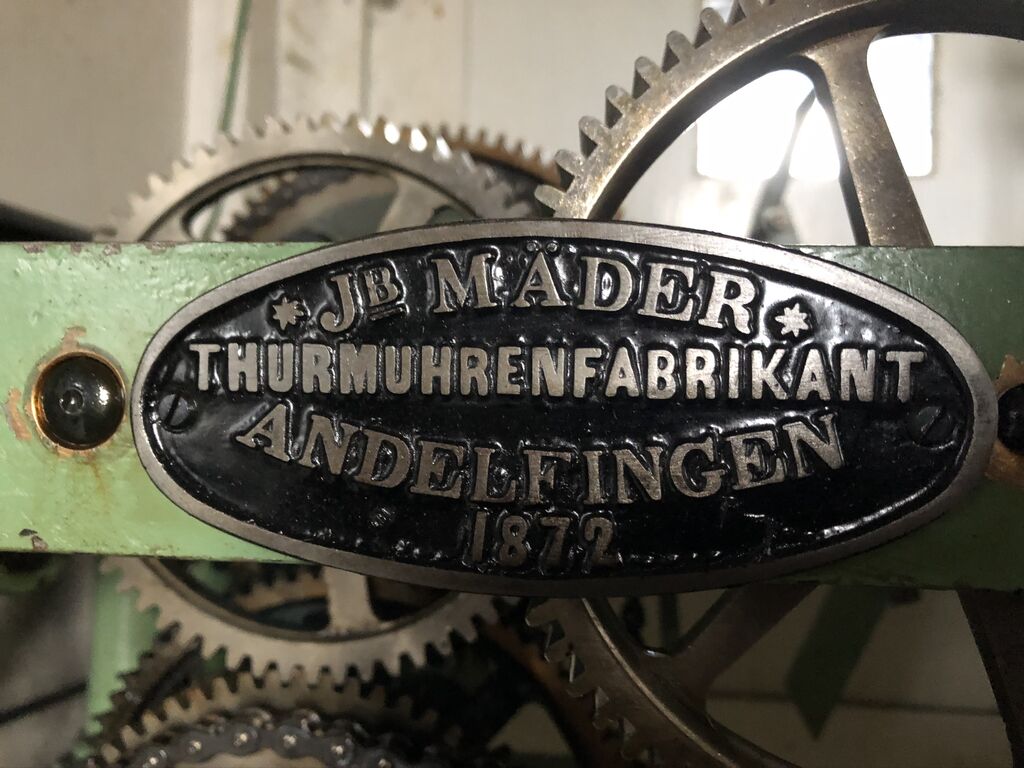 * JB MÄDER *
THURMUHRENFABRIKANT
ANDELFINGEN
1872